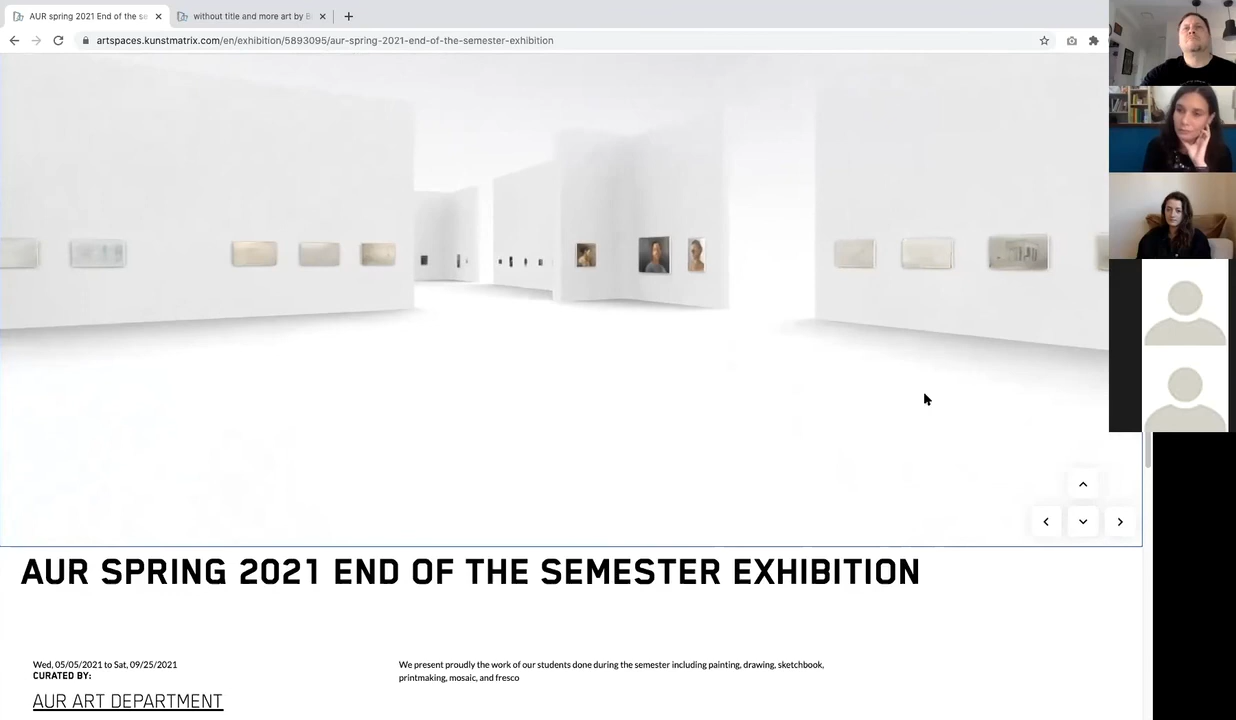 AUR spring 2021 End of the se
without title and more art by B
artspaces.kunstmatrix.com/en/exhibition/5893095/aur-spring-2021-end-of-the-semester-exhibition
AUR SPRING 2021 END OF THE SEMESTER EXHIBITION
Wed, 05/05/2021 to Sat, 09/25/2021
CURATED BY:
AUR ART DEPARTMENT
We present proudly the work of our students done during the semester including painting, drawing, sketchbook,
printmaking, mosaic, and fresco